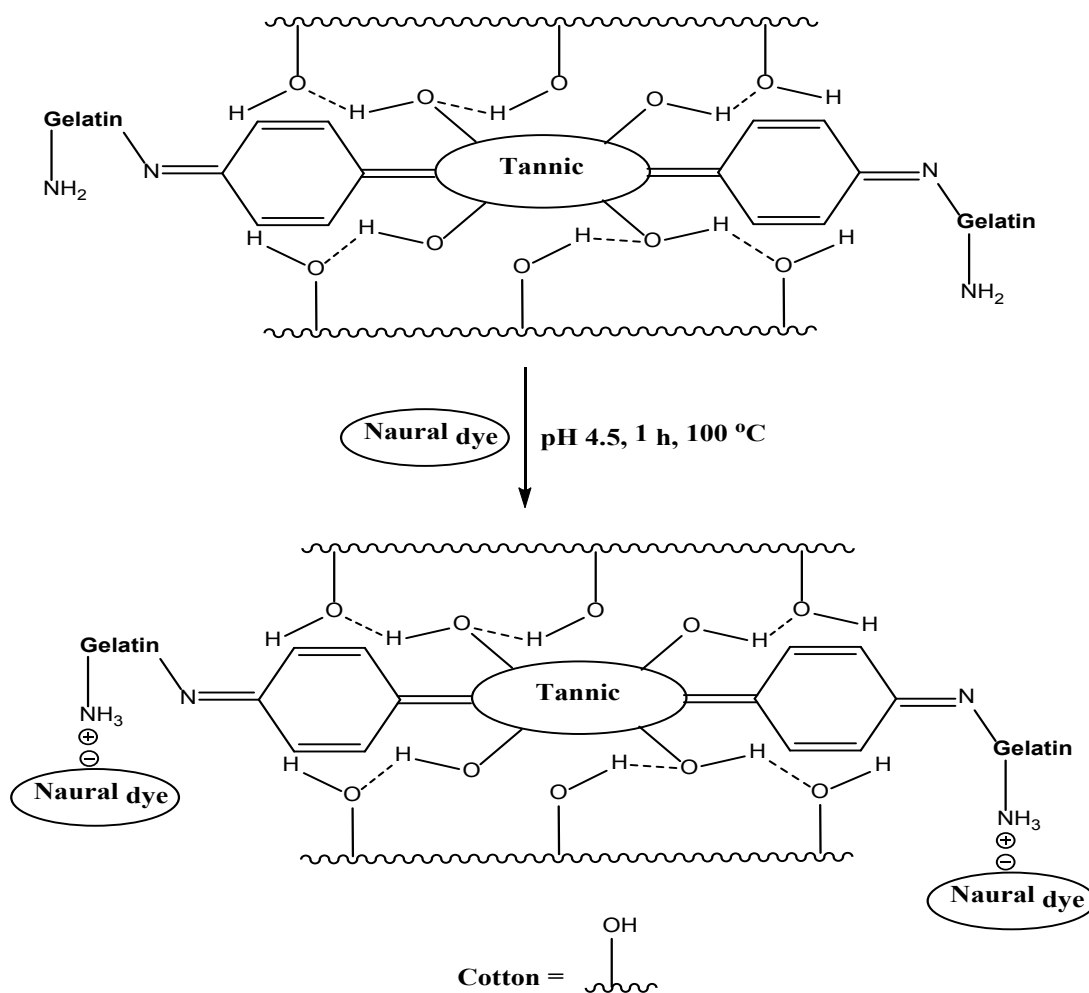 O O O
H H O H O H H
Gelatin
Tannic
N N
NH2
Gelatin
H H O H O H H
O O O
NH2
Naural dye pH 4.5, 1 h, 100 °C
O O O
H H O H O H H
Gelatin
Tannic
N N
NH3
⊕
⊖
Gelatin
H H O H O H H
O O O
Naural dye
NH3
⊕
⊖
Naural dye
OH
Cotton =